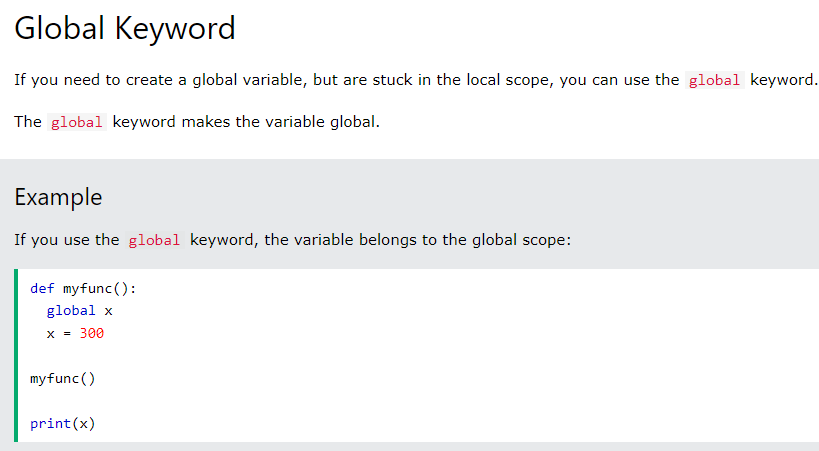 Global Keyword
If you need to create a global variable, but are stuck in the local scope, you can use the global keyword.
The global keyword makes the variable global.
Example
If you use the global keyword, the variable belongs to the global scope:
def myfunc():
  global x
  x = 300
myfunc()
print(x)